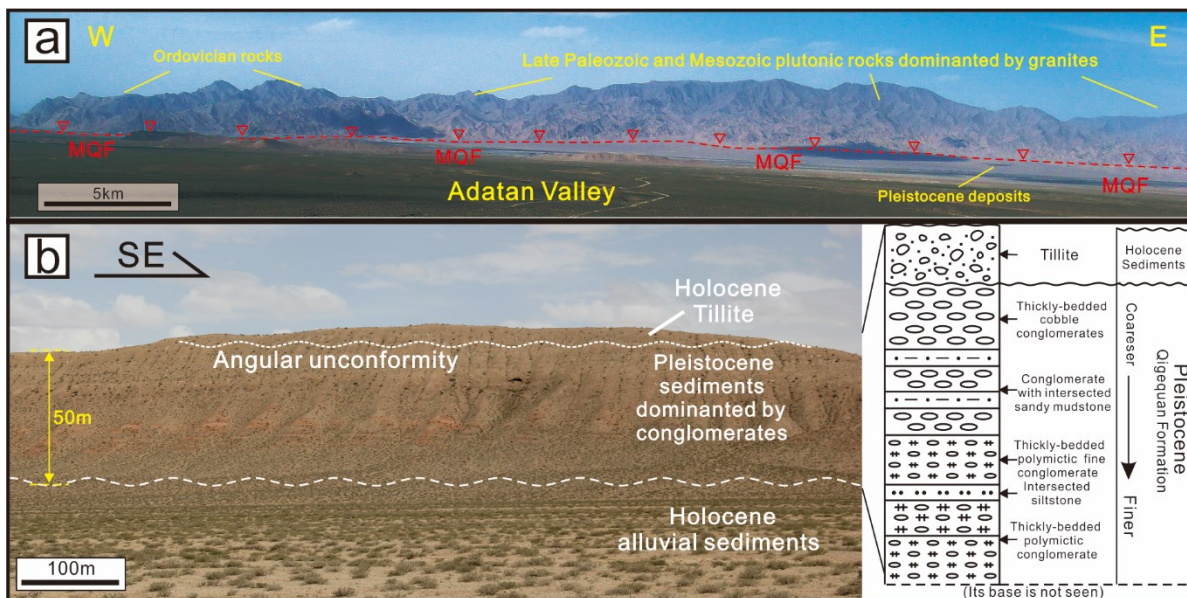 a
W
E
Ordovician rocks
Late Paleozoic and Mesozoic plutonic rocks dominanted by granites
MQF
MQF
MQF
MQF
5km
Adatan Valley
Pleistocene deposits
b
SE
Holocene
Tillite
Angular unconformity
Pleistocene
sediments
dominanted by
conglomerates
50m
Holocene
alluvial sediments
100m
Tillite
Holocene
Sediments
Thickly-bedded
cobble
conglomerates
Conglomerate
with intersected
sandy mudstone
Thickly-bedded
polymictic fine
conglomerate
Intersected
siltstone
Thickly-bedded
polymictic
conglomerate
Coareser
Finer
Pleistocene
Qigequan Formation
(Its base is not seen)